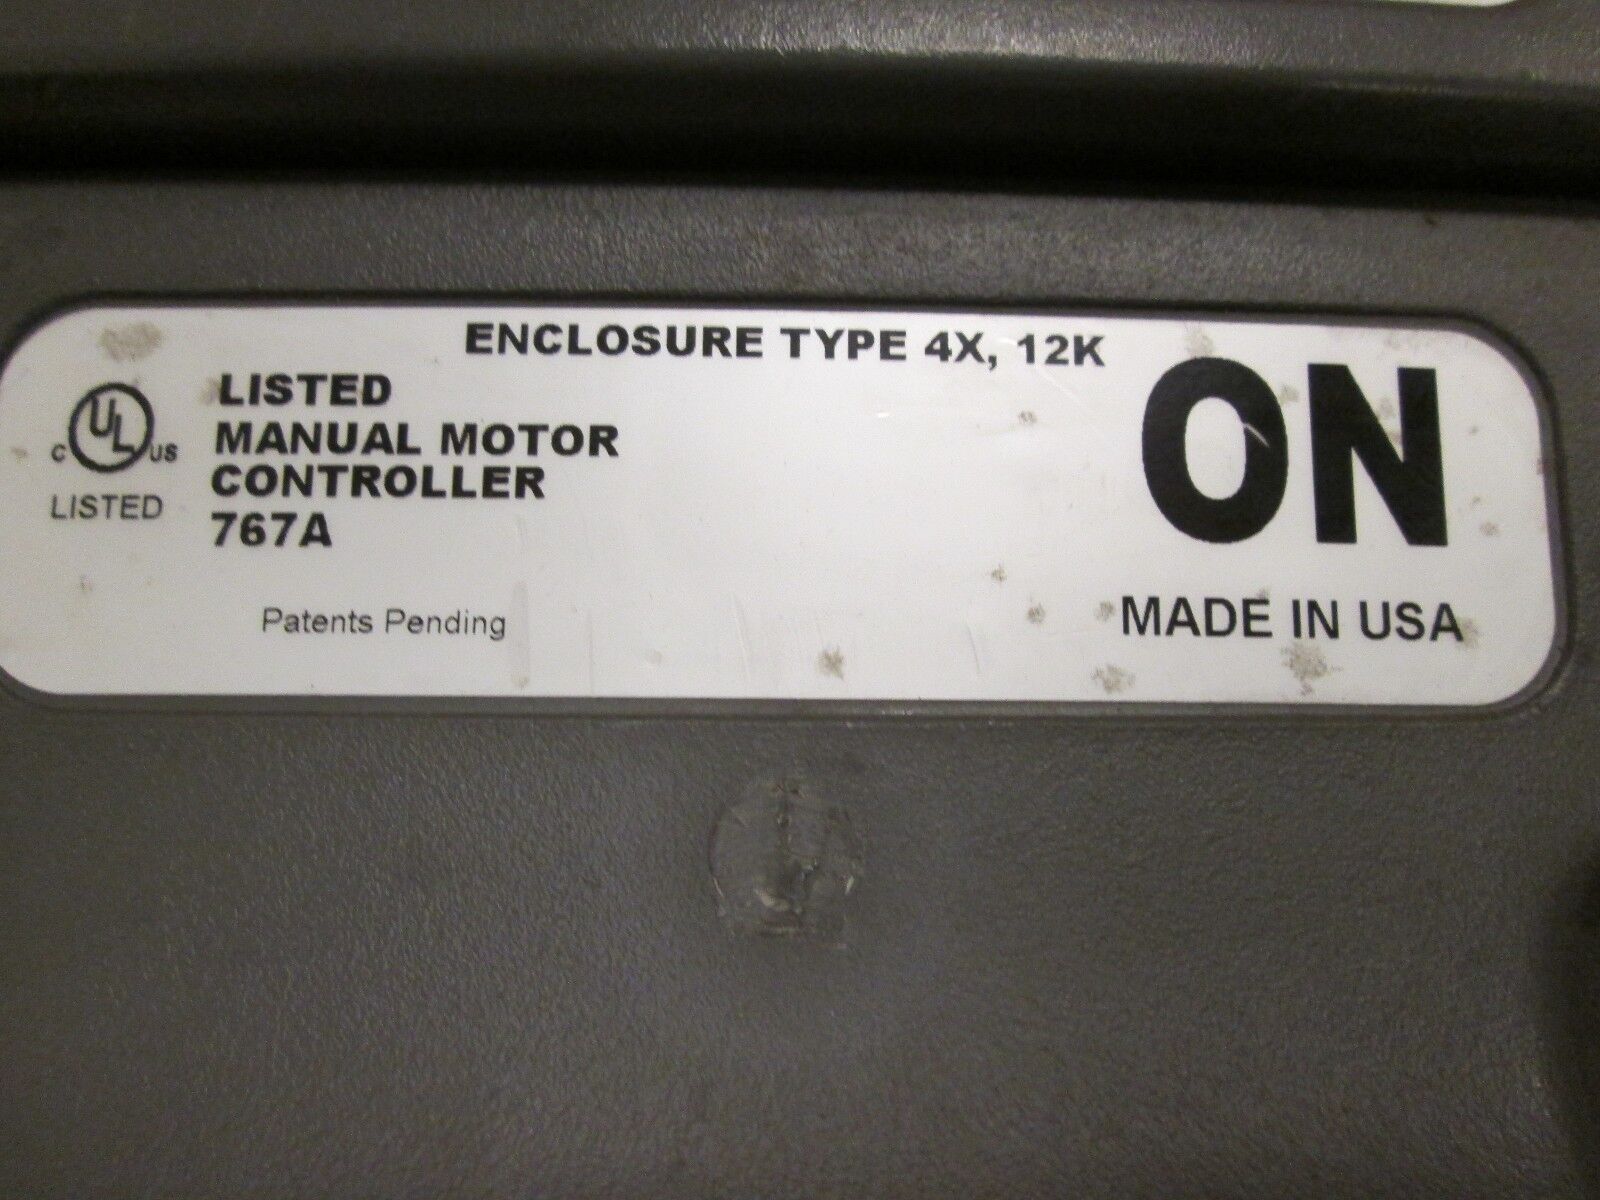 ENCLOSURE TYPE 4X, 12K
C UL US
LISTED
LISTED
MANUAL MOTOR
CONTROLLER
767A
Patents Pending
ON
MADE IN USA